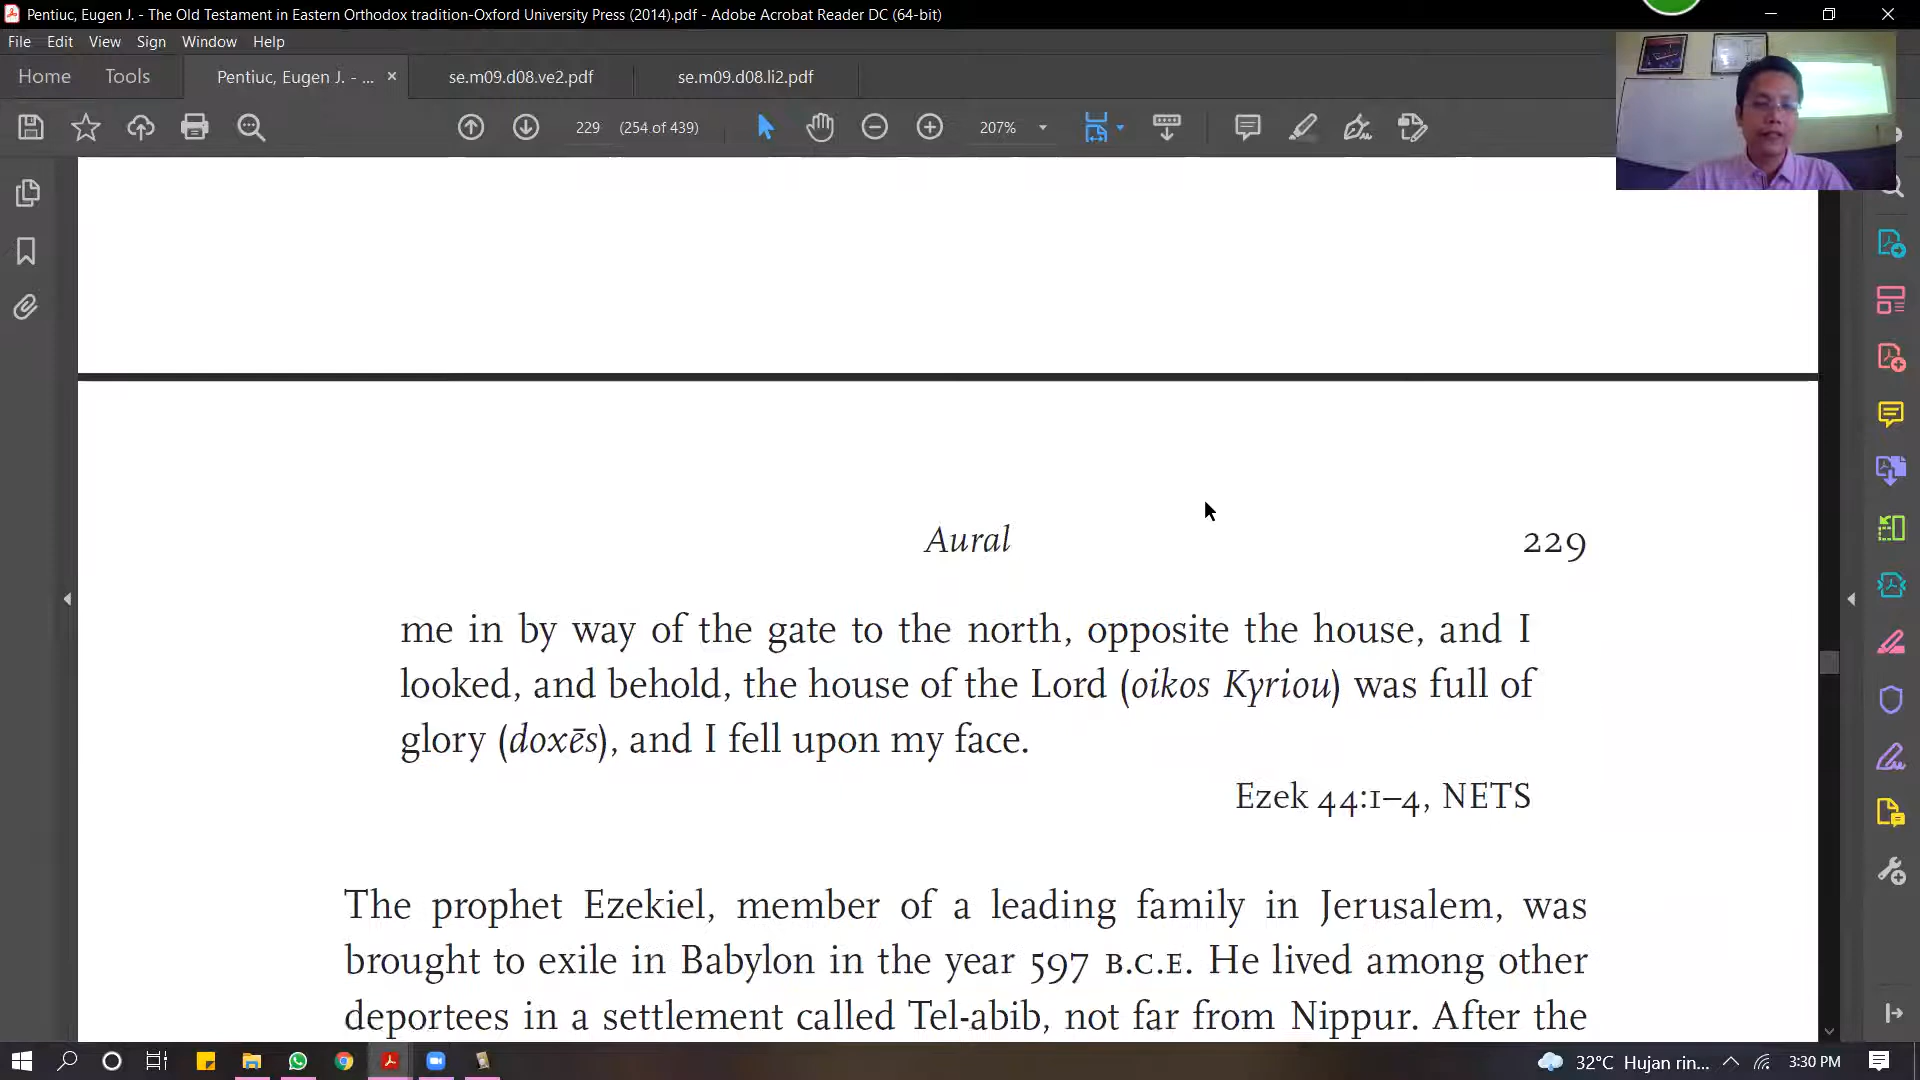 Pentiuc, Eugen J. - The Old Testament in Eastern Orthodox tradition-Oxford University Press (2014).pdf - Adobe Acrobat Reader DC (64-bit)
File Edit View Sign Window Help
Home Tools Pentiuc, Eugen J. - ... × se.m09.d08.ve2.pdf se.m09.d08.li2.pdf
229 (254 of 439) 207%
Aural 229
me in by way of the gate to the north, opposite the house, and I
looked, and behold, the house of the Lord (oikos Kyriou) was full of
glory (doxēs), and I fell upon my face.
Ezek 44:1–4, NETS
The prophet Ezekiel, member of a leading family in Jerusalem, was
brought to exile in Babylon in the year 597 B.C.E. He lived among other
deportees in a settlement called Tel-abib, not far from Nippur. After the
32°C Hujan rin... 3:30 PM